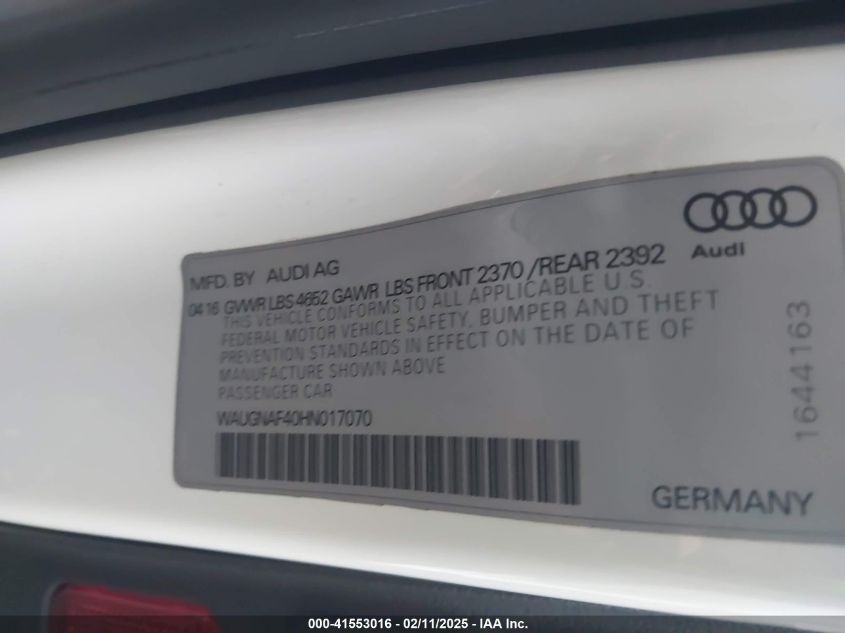 Audi
MFD. BY AUDI AG
04 16 GVWR LBS 4652 GAWR LBS FRONT 2370 / REAR 2392
THIS VEHICLE CONFORMS TO ALL APPLICABLE U.S.
FEDERAL MOTOR VEHICLE SAFETY, BUMPER AND THEFT
PREVENTION STANDARDS IN EFFECT ON THE DATE OF
MANUFACTURE SHOWN ABOVE
PASSENGER CAR
WAUGNAF40HN017070
GERMANY
1644163
000-41553016 - 02/11/2025 - IAA Inc.